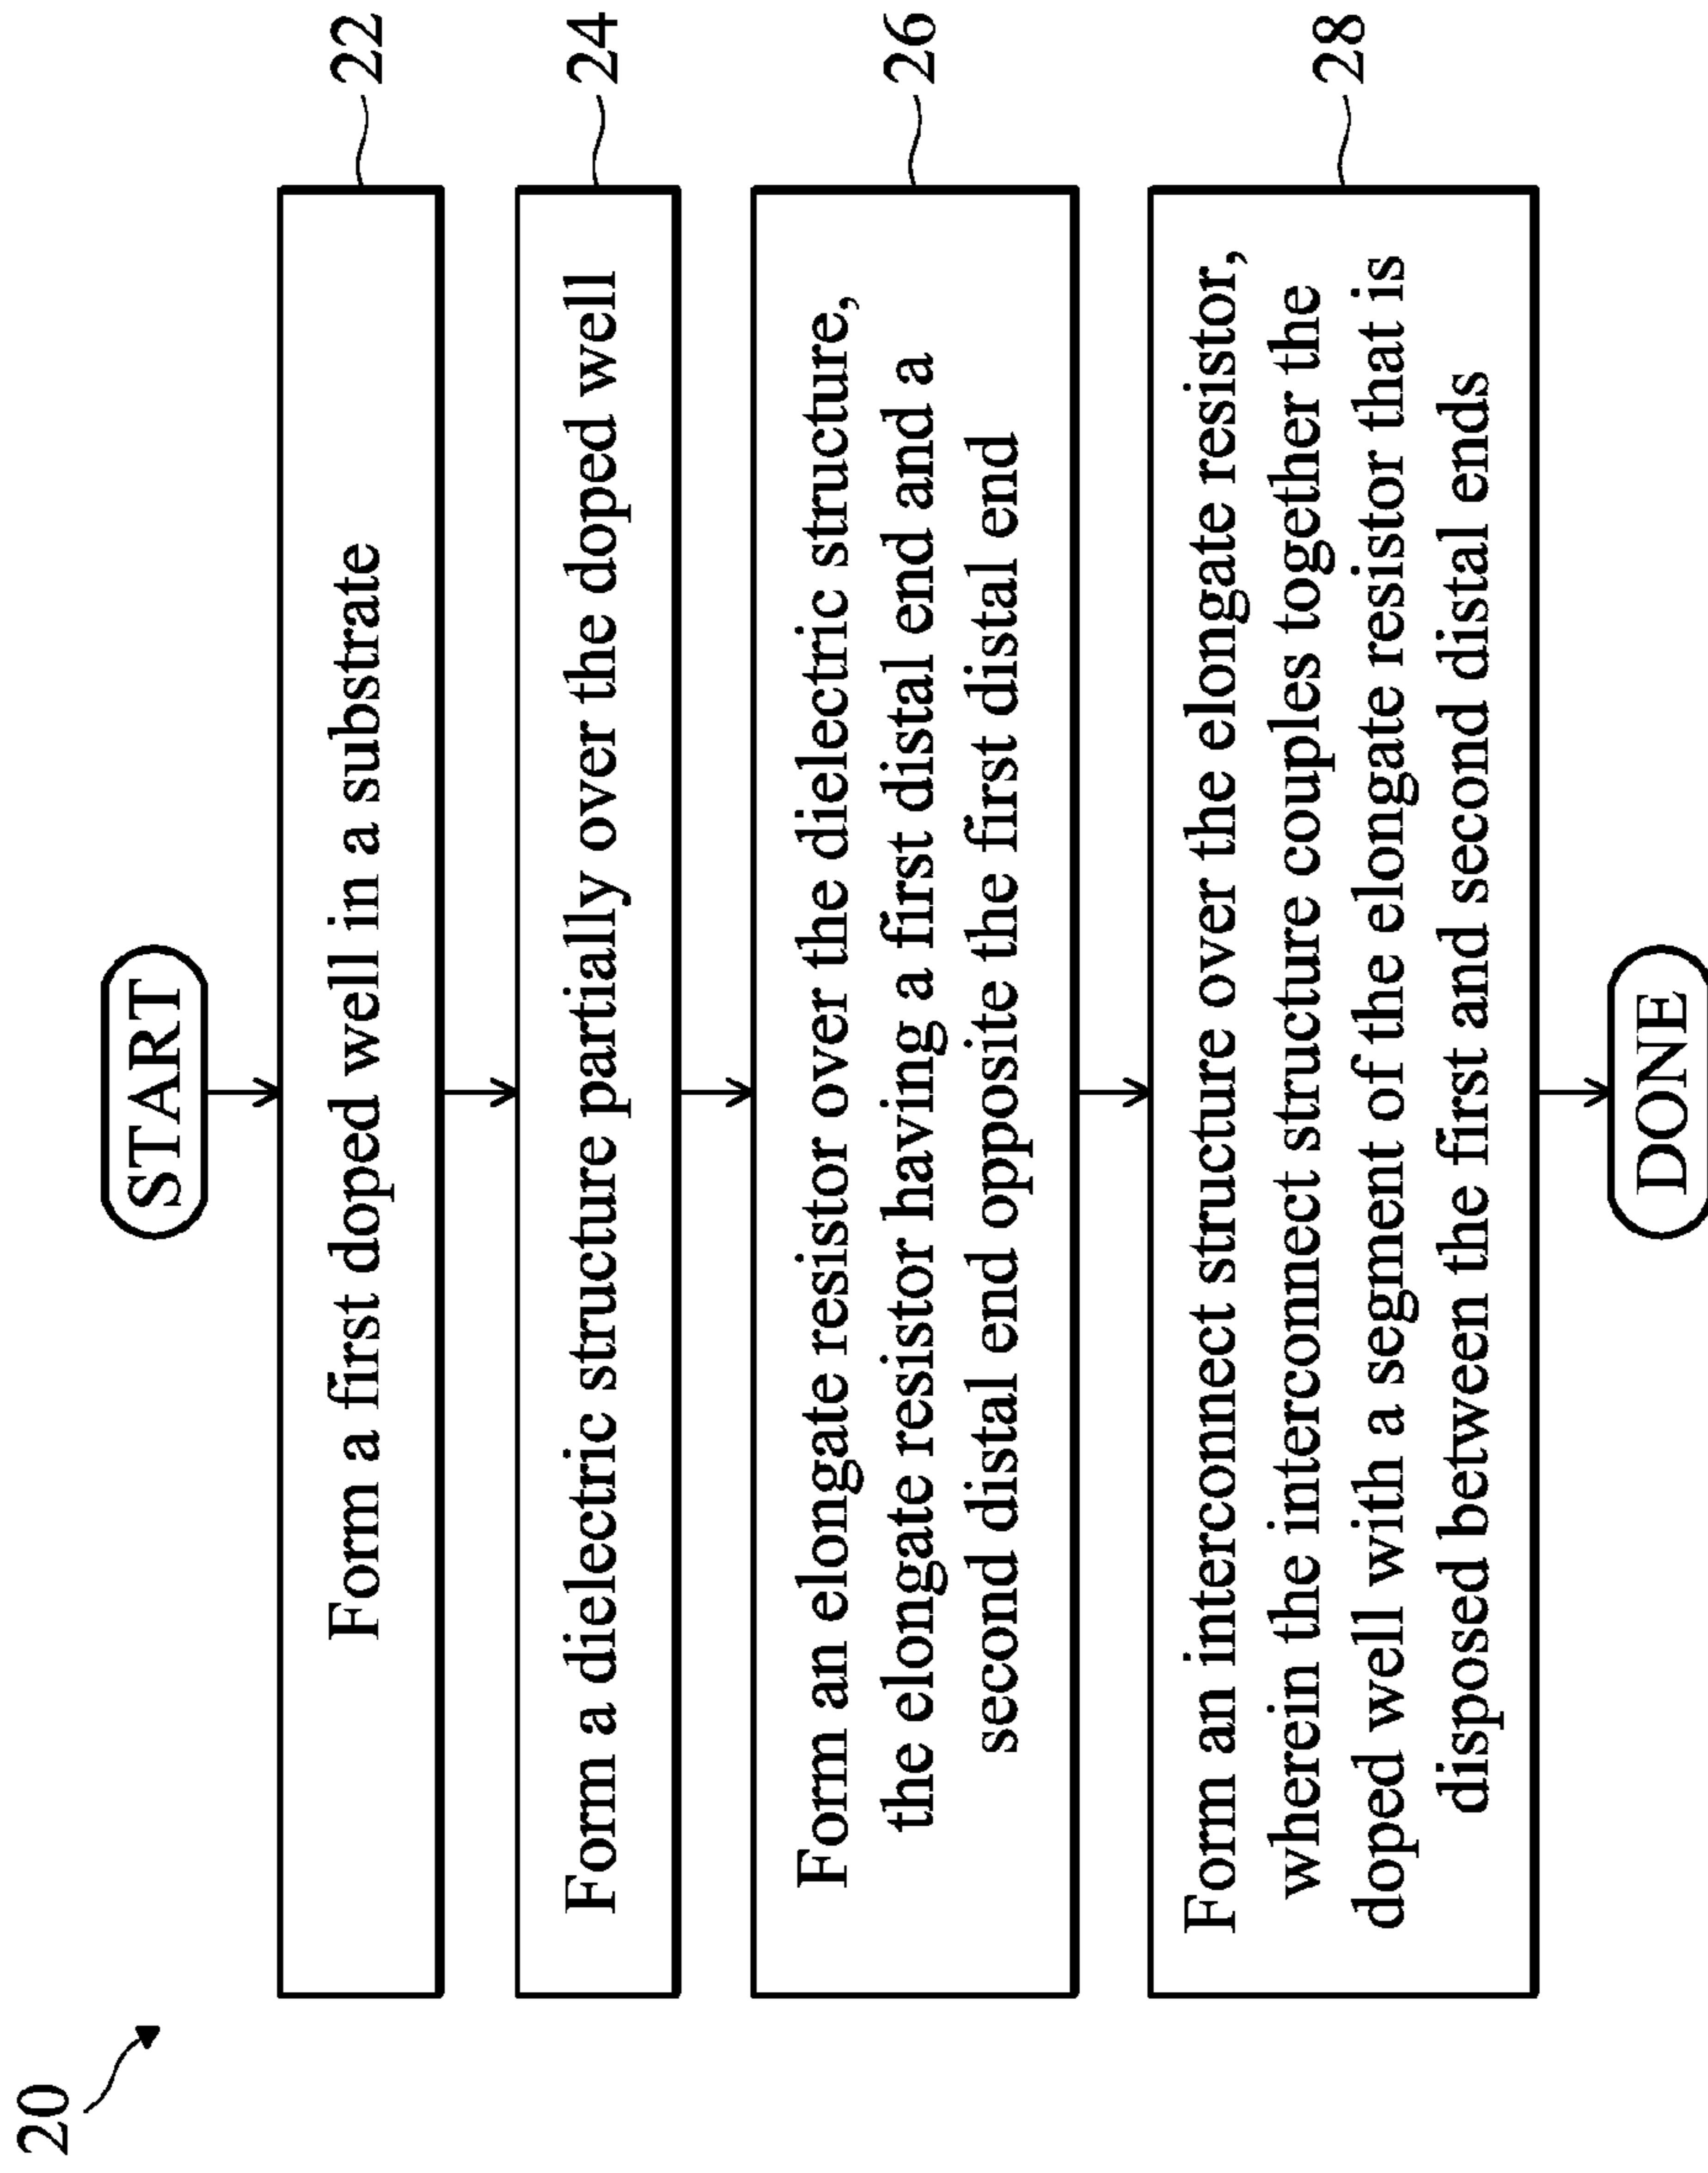 20
START
Form a first doped well in a substrate
22
Form a dielectric structure partially over the doped well
24
Form an elongate resistor over the dielectric structure,
the elongate resistor having a first distal end and a
second distal end opposite the first distal end
26
Form an interconnect structure over the elongate resistor,
wherein the interconnect structure couples together the
doped well with a segment of the elongate resistor that is
disposed between the first and second distal ends
28
DONE